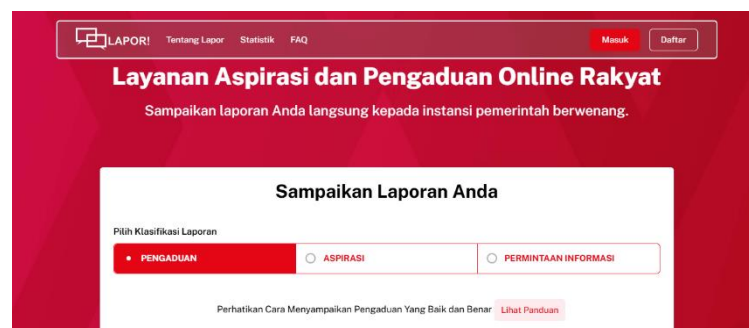 LAPOR! Tentang Lapor Statistik FAQ Masuk Daftar
Layanan Aspirasi dan Pengaduan Online Rakyat
Sampaikan laporan Anda langsung kepada instansi pemerintah berwenang.
Sampaikan Laporan Anda
Pilih Klasifikasi Laporan
PENGADUAN ASPIRASI PERMINTAAN INFORMASI
Perhatikan Cara Menyampaikan Pengaduan Yang Baik dan Benar Lihat Panduan